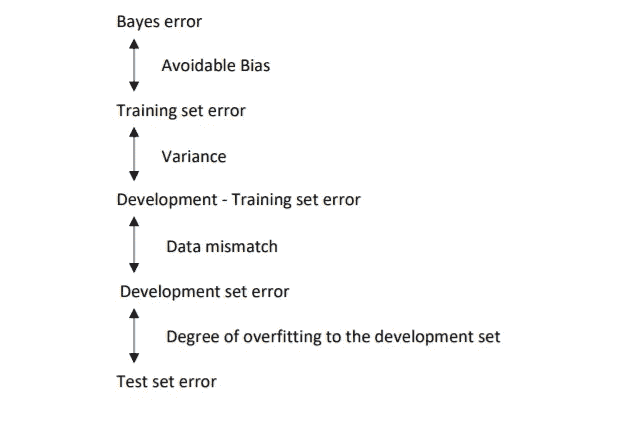 Bayes error
Avoidable Bias
Training set error
Variance
Development - Training set error
Data mismatch
Development set error
Degree of overfitting to the development set
Test set error